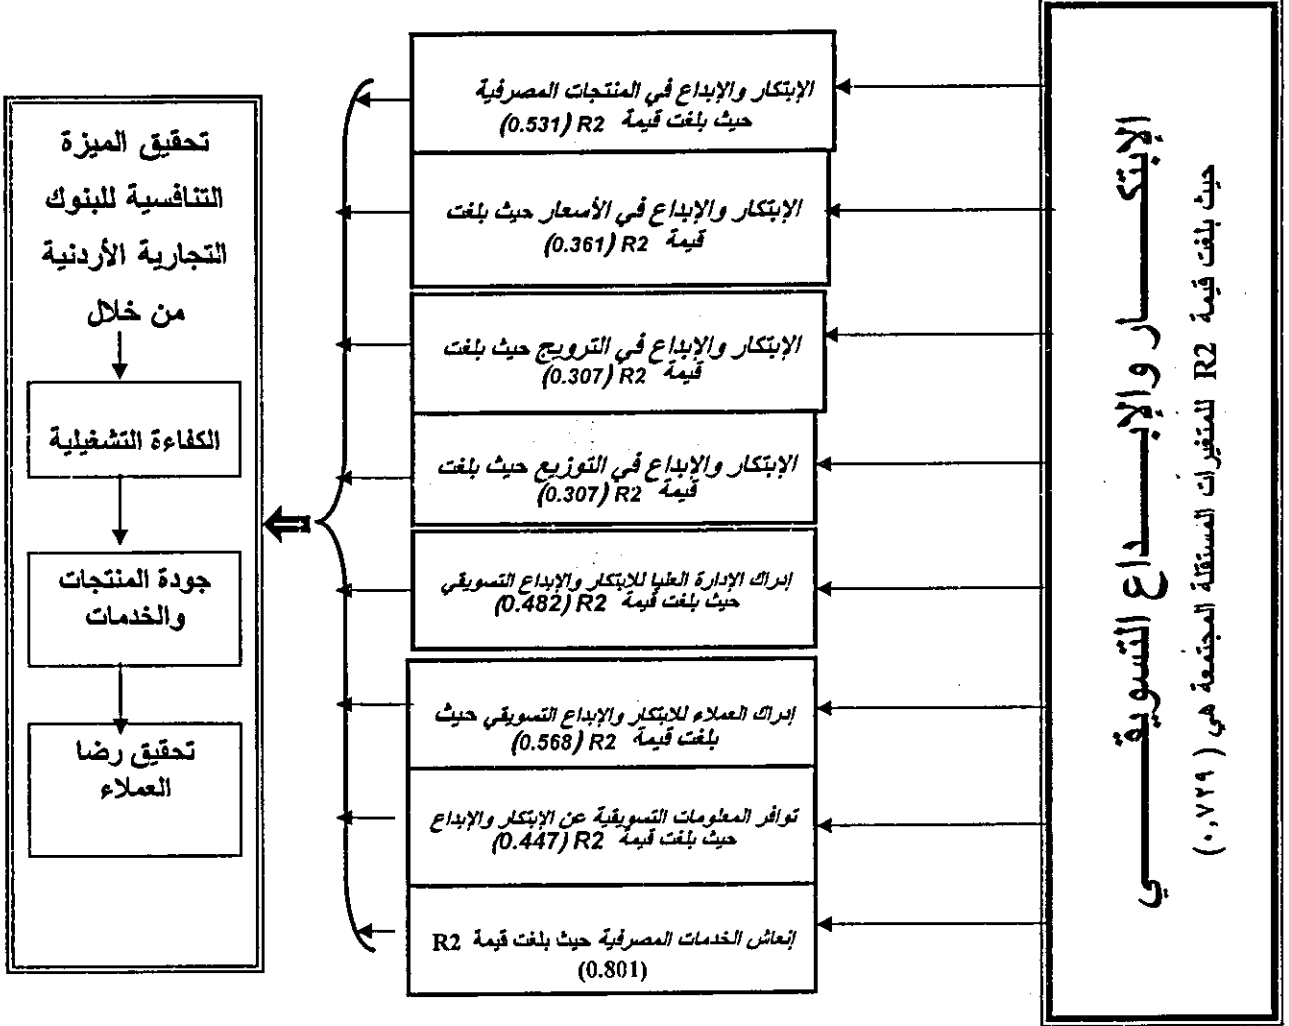 الإبتكــــار والإبــــداع التسويقــــي
حيث بلغت قيمة R2 للمتغيرات المستقلة المجتمعة هي ( ٠,٧٢٩)
الإبتكار والإبداع في المنتجات المصرفية
حيث بلغت قيمة R2 (0.531)
الإبتكار والإبداع في الأسعار حيث بلغت
قيمة R2 (0.361)
الإبتكار والإبداع في الترويج حيث بلغت
قيمة R2 (0.307)
الإبتكار والإبداع في التوزيع حيث بلغت
قيمة R2 (0.307)
إدراك الإدارة العليا للابتكار والإبداع التسويقي
حيث بلغت قيمة R2 (0.482)
إدراك العملاء للابتكار والإبداع التسويقي حيث
بلغت قيمة R2 (0.568)
توافر المعلومات التسويقية عن الإبتكار والإبداع
حيث بلغت قيمة R2 (0.447)
إنعاش الخدمات المصرفية حيث بلغت قيمة R2
(0.801)
تحقيق الميزة
التنافسية للبنوك
التجارية الأردنية
من خلال
الكفاءة التشغيلية
جودة المنتجات
والخدمات
تحقيق رضا
العملاء